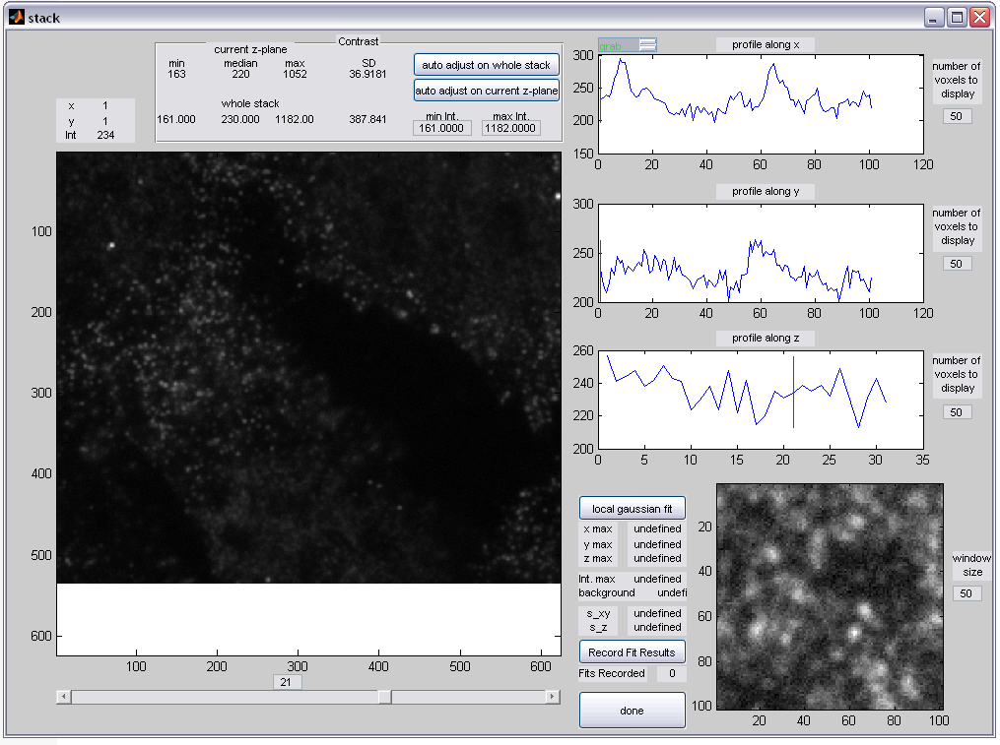 stack
Contrast
current z-plane
min median max SD
163 220 1052 36.9181
whole stack
161.000 230.000 1182.00 387.841
auto adjust on whole stack
auto adjust on current z-plane
min Int. max Int.
161.0000 1182.0000
x 1
y 1
Int 234
100
200
300
400
500
600
100 200 300 400 500 600
21
grab
profile along x
300
250
200
150
0 20 40 60 80 100 120
number of
voxels to
display
50
profile along y
300
250
200
0 20 40 60 80 100 120
number of
voxels to
display
50
profile along z
260
240
220
200
0 5 10 15 20 25 30 35
number of
voxels to
display
50
local gaussian fit
x max undefined
y max undefined
z max undefined
Int. max undefined
background undefi
s_xy undefined
s_z undefined
Record Fit Results
Fits Recorded 0
done
20
40
60
80
100
20 40 60 80 100
window
size
50